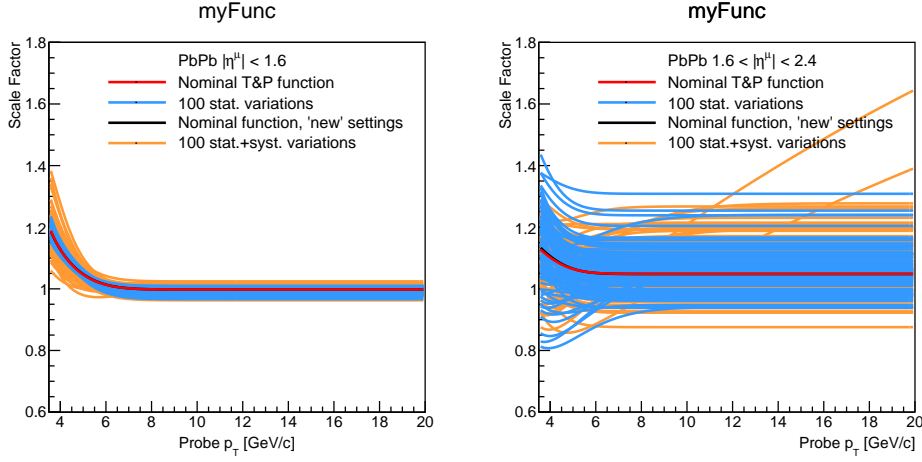 myFunc
Scale Factor
1.8
1.6
1.4
1.2
1
0.8
0.6
PbPb |η^μ| < 1.6
Nominal T&P function
100 stat. variations
Nominal function, 'new' settings
100 stat.+syst. variations
4 6 8 10 12 14 16 18 20
Probe p_T [GeV/c]
myFunc
Scale Factor
1.8
1.6
1.4
1.2
1
0.8
0.6
PbPb 1.6 < |η^μ| < 2.4
Nominal T&P function
100 stat. variations
Nominal function, 'new' settings
100 stat.+syst. variations
4 6 8 10 12 14 16 18 20
Probe p_T [GeV/c]